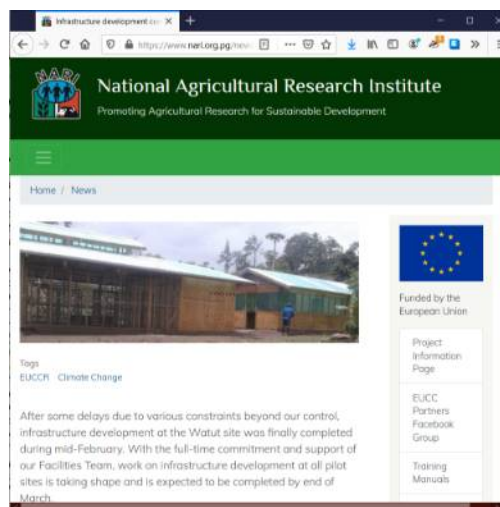 Infrastructure development
https://www.nari.org.pg/new
NARI
National Agricultural Research Institute
Promoting Agricultural Research for Sustainable Development
Home / News
Tags
EUCCR Climate Change
After some delays due to various constraints beyond our control,
infrastructure development at the Watut site was finally completed
during mid-February. With the full-time commitment and support of
our Facilities Team, work on infrastructure development at all pilot
sites is taking shape and is expected to be completed by end of
March.
Funded by the
European Union
Project
Information
Page
EUCC
Partners
Facebook
Group
Training
Manuals